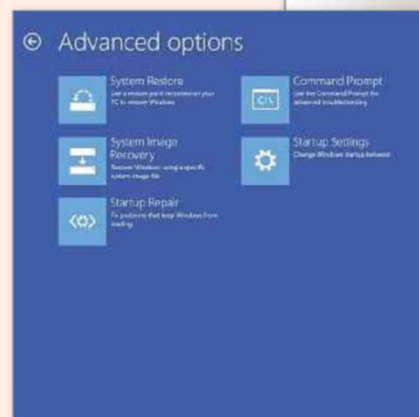 Advanced options
System Restore
Use a restore point recorded on your
PC to restore Windows
System Image
Recovery
Recover Windows using a specific
system image file
Startup Repair
Fix problems that keep Windows from
loading
Command Prompt
Use the Command Prompt for
advanced troubleshooting
C:\
Startup Settings
Change Windows startup behavior